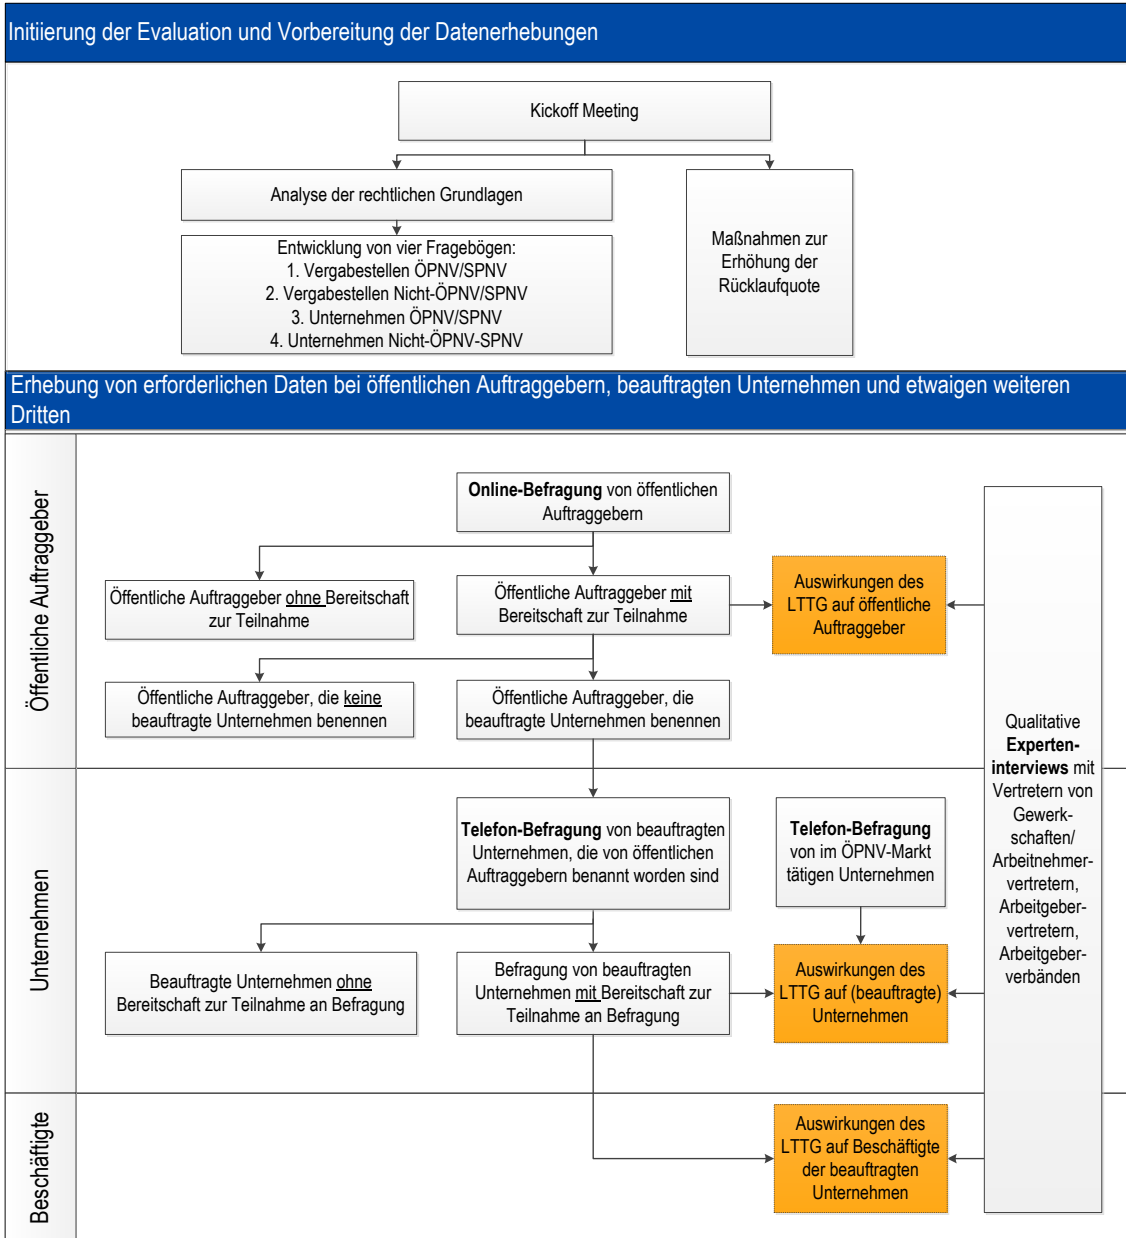 Initiierung der Evaluation und Vorbereitung der Datenerhebungen
Kickoff Meeting
Analyse der rechtlichen Grundlagen
Entwicklung von vier Fragebögen:
1. Vergabestellen ÖPNV/SPNV
2. Vergabestellen Nicht-ÖPNV/SPNV
3. Unternehmen ÖPNV/SPNV
4. Unternehmen Nicht-ÖPNV-SPNV
Maßnahmen zur
Erhöhung der
Rücklaufquote
Erhebung von erforderlichen Daten bei öffentlichen Auftraggebern, beauftragten Unternehmen und etwaigen weiteren
Dritten
Öffentliche Auftraggeber
Online-Befragung von öffentlichen
Auftraggebern
Öffentliche Auftraggeber ohne Bereitschaft
zur Teilnahme
Öffentliche Auftraggeber mit
Bereitschaft zur Teilnahme
Auswirkungen des
LTTG auf öffentliche
Auftraggeber
Öffentliche Auftraggeber, die keine
beauftragte Unternehmen benennen
Öffentliche Auftraggeber, die
beauftragte Unternehmen benennen
Qualitative
Experten-
interviews mit
Vertretern von
Gewerk-
schaften/
Arbeitnehmer-
vertretern,
Arbeitgeber-
vertretern,
Arbeitgeber-
verbänden
Unternehmen
Telefon-Befragung von beauftragten
Unternehmen, die von öffentlichen
Auftraggebern benannt worden sind
Telefon-Befragung
von im ÖPNV-Markt
tätigen Unternehmen
Beauftragte Unternehmen ohne
Bereitschaft zur Teilnahme an Befragung
Befragung von beauftragten
Unternehmen mit Bereitschaft zur
Teilnahme an Befragung
Auswirkungen des
LTTG auf (beauftragte)
Unternehmen
Beschäftigte
Auswirkungen des
LTTG auf Beschäftigte
der beauftragten
Unternehmen